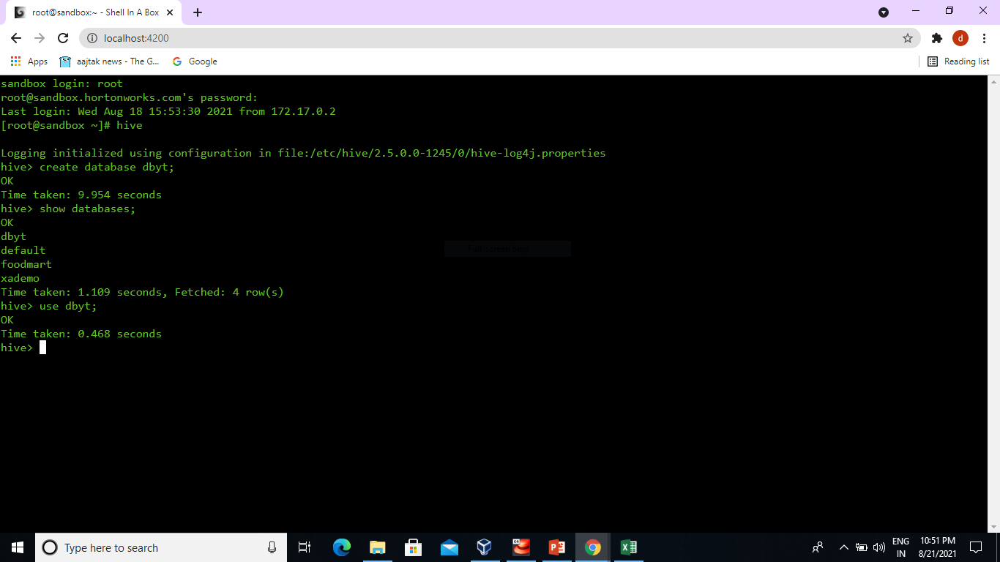 root@sandbox:~ - Shell In A Box
localhost:4200
Apps
aajtak news - The G...
Google
Reading list
sandbox login: root
root@sandbox.hortonworks.com's password:
Last login: Wed Aug 18 15:53:30 2021 from 172.17.0.2
[root@sandbox ~]# hive
Logging initialized using configuration in file:/etc/hive/2.5.0.0-1245/0/hive-log4j.properties
hive> create database dbyt;
OK
Time taken: 9.954 seconds
hive> show databases;
OK
dbyt
default
foodmart
xademo
Time taken: 1.109 seconds, Fetched: 4 row(s)
hive> use dbyt;
OK
Time taken: 0.468 seconds
hive>
Full-screen Snip
Type here to search
ENG
IN
10:51 PM
8/21/2021